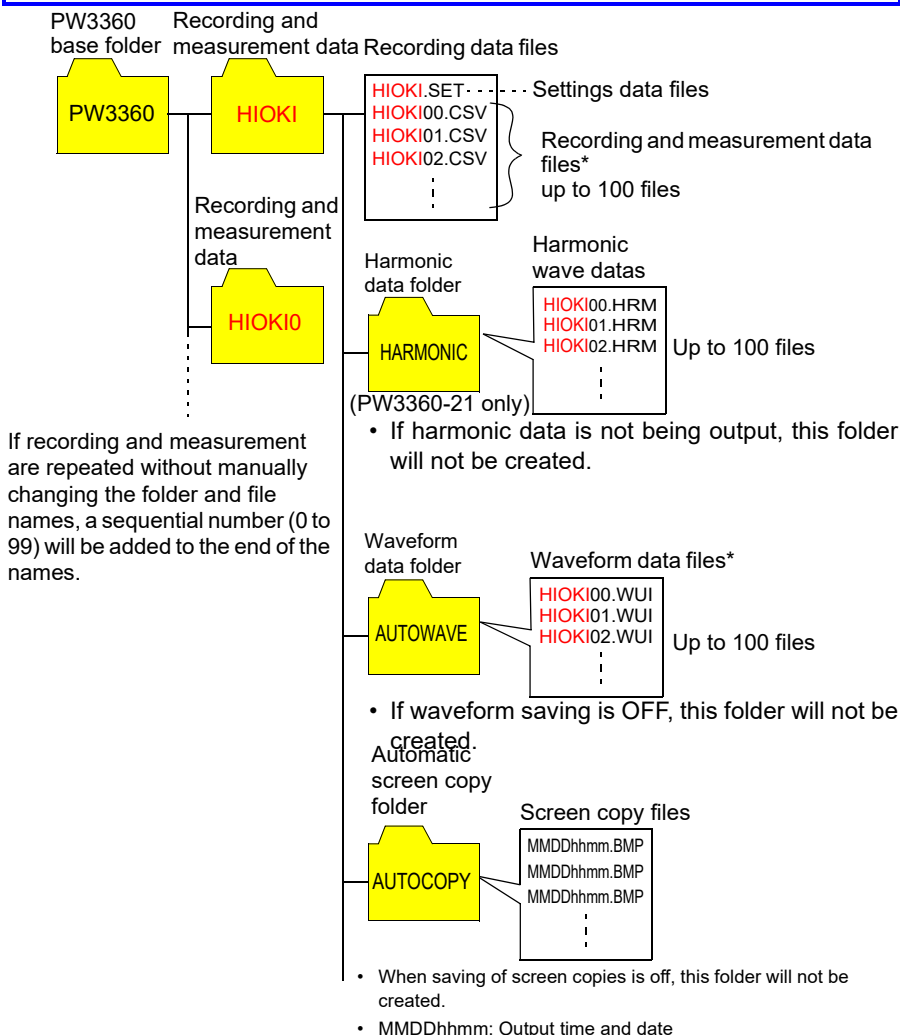 PW3360
base folder
Recording and
measurement data
Recording data files
PW3360
HIOKI
HIOKI.SET
HIOKI00.CSV
HIOKI01.CSV
HIOKI02.CSV
Settings data files
Recording and measurement data
files*
up to 100 files
Recording and
measurement
data
HIOKI0
If recording and measurement
are repeated without manually
changing the folder and file
names, a sequential number (0 to
99) will be added to the end of the
names.
Harmonic
data folder
HARMONIC
(PW3360-21 only)
Harmonic
wave datas
HIOKI00.HRM
HIOKI01.HRM
HIOKI02.HRM
Up to 100 files
• If harmonic data is not being output, this folder
will not be created.
Waveform
data folder
AUTOWAVE
Waveform data files*
HIOKI00.WUI
HIOKI01.WUI
HIOKI02.WUI
Up to 100 files
• If waveform saving is OFF, this folder will not be
created.
Automatic
screen copy
folder
AUTOCOPY
Screen copy files
MMDDhhmm.BMP
MMDDhhmm.BMP
MMDDhhmm.BMP
• When saving of screen copies is off, this folder will not be
created.
• MMDDhhmm: Output time and date